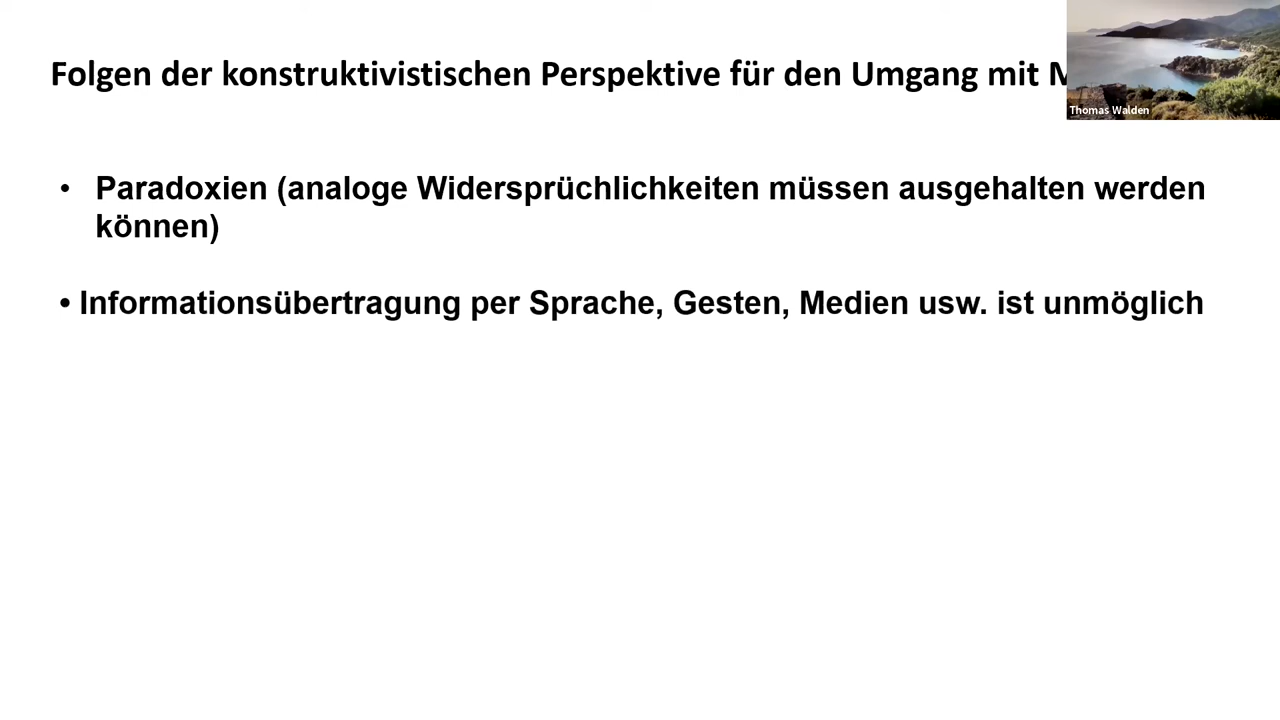 Folgen der konstruktivistischen Perspektive für den Umgang mit
Thomas Walden
• Paradoxien (analoge Widersprüchlichkeiten müssen ausgehalten werden
können)
• Informationsübertragung per Sprache, Gesten, Medien usw. ist unmöglich